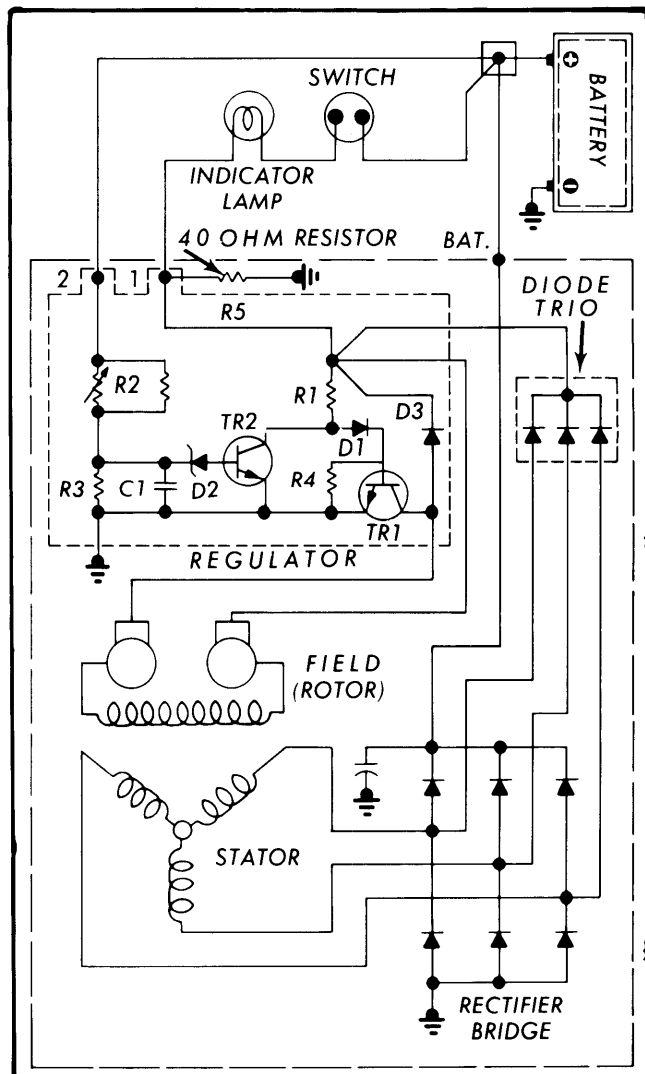 SWITCH
BATTERY
INDICATOR
LAMP
40 OHM RESISTOR
BAT.
2
1
DIODE
TRIO
R5
R2
R1
D3
TR2
D1
R3
C1
D2
R4
TR1
REGULATOR
FIELD
(ROTOR)
STATOR
RECTIFIER
BRIDGE